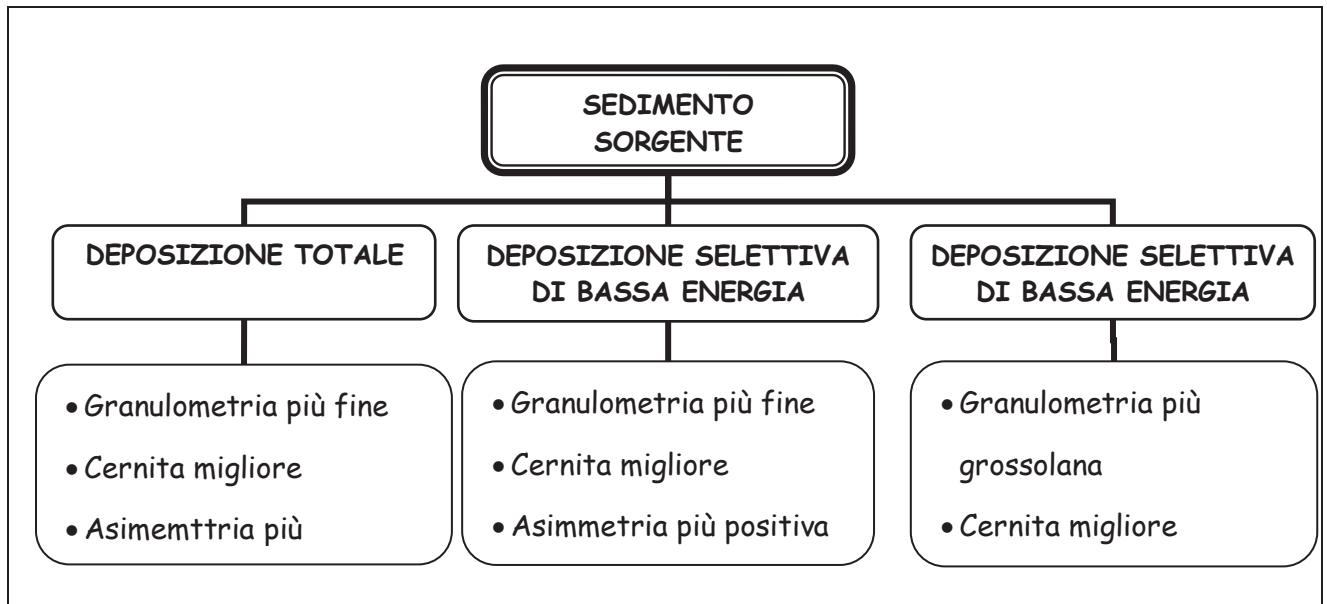 SEDIMENTO
SORGENTE
DEPOSIZIONE TOTALE
DEPOSIZIONE SELETTIVA
DI BASSA ENERGIA
DEPOSIZIONE SELETTIVA
DI BASSA ENERGIA
• Granulometria più fine
• Cernita migliore
• Asimemttria più
• Granulometria più fine
• Cernita migliore
• Asimmetria più positiva
• Granulometria più
grossolana
• Cernita migliore